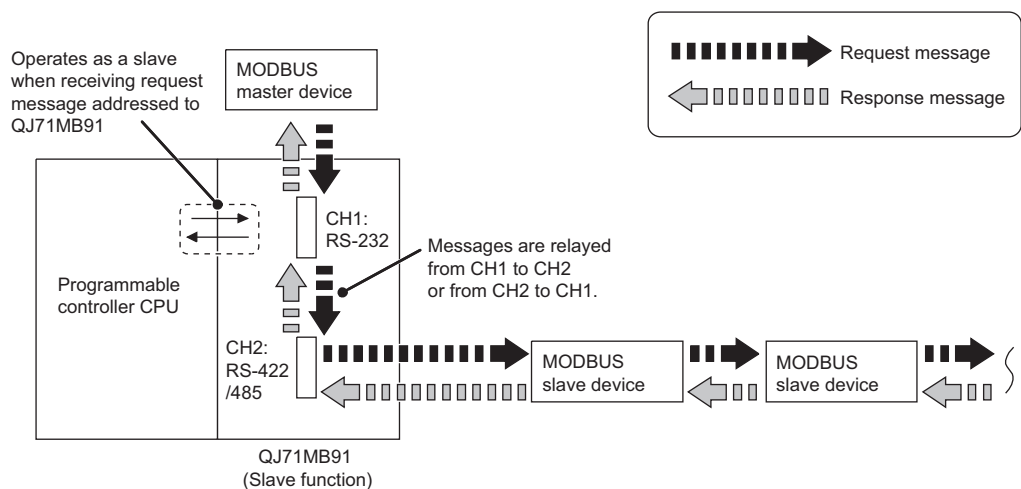 Operates as a slave
when receiving request
message addressed to
QJ71MB91
MODBUS
master device
Request message
Response message
CH1:
RS-232
Messages are relayed
from CH1 to CH2
or from CH2 to CH1.
Programmable
controller CPU
CH2:
RS-422
/485
MODBUS
slave device
MODBUS
slave device
QJ71MB91
(Slave function)